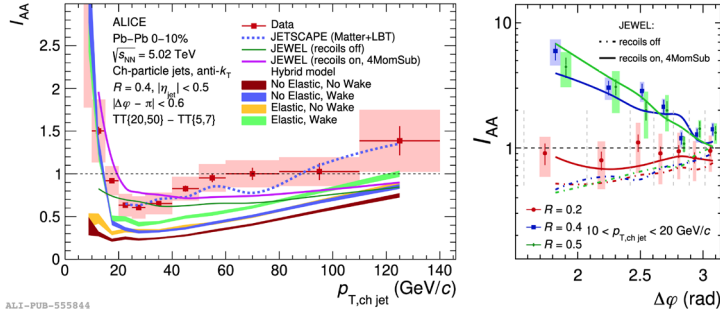 I_AA
3
2.5
2
1.5
1
0.5
0
ALICE
Pb–Pb 0–10%
√s_NN = 5.02 TeV
Ch-particle jets, anti-k_T
R = 0.4, |η_jet| < 0.5
|Δφ − π| < 0.6
TT{20,50} − TT{5,7}
Data
JETSCAPE (Matter+LBT)
JEWEL (recoils off)
JEWEL (recoils on, 4MomSub)
Hybrid model
No Elastic, No Wake
No Elastic, Wake
Elastic, No Wake
Elastic, Wake
0 20 40 60 80 100 120 140
p_T,ch jet (GeV/c)
ALI-PUB-555844
I_AA
10
1
JEWEL:
recoils off
recoils on, 4MomSub
R = 0.2
R = 0.4
R = 0.5
10 < p_T,ch jet < 20 GeV/c
2 2.5 3
Δφ (rad)